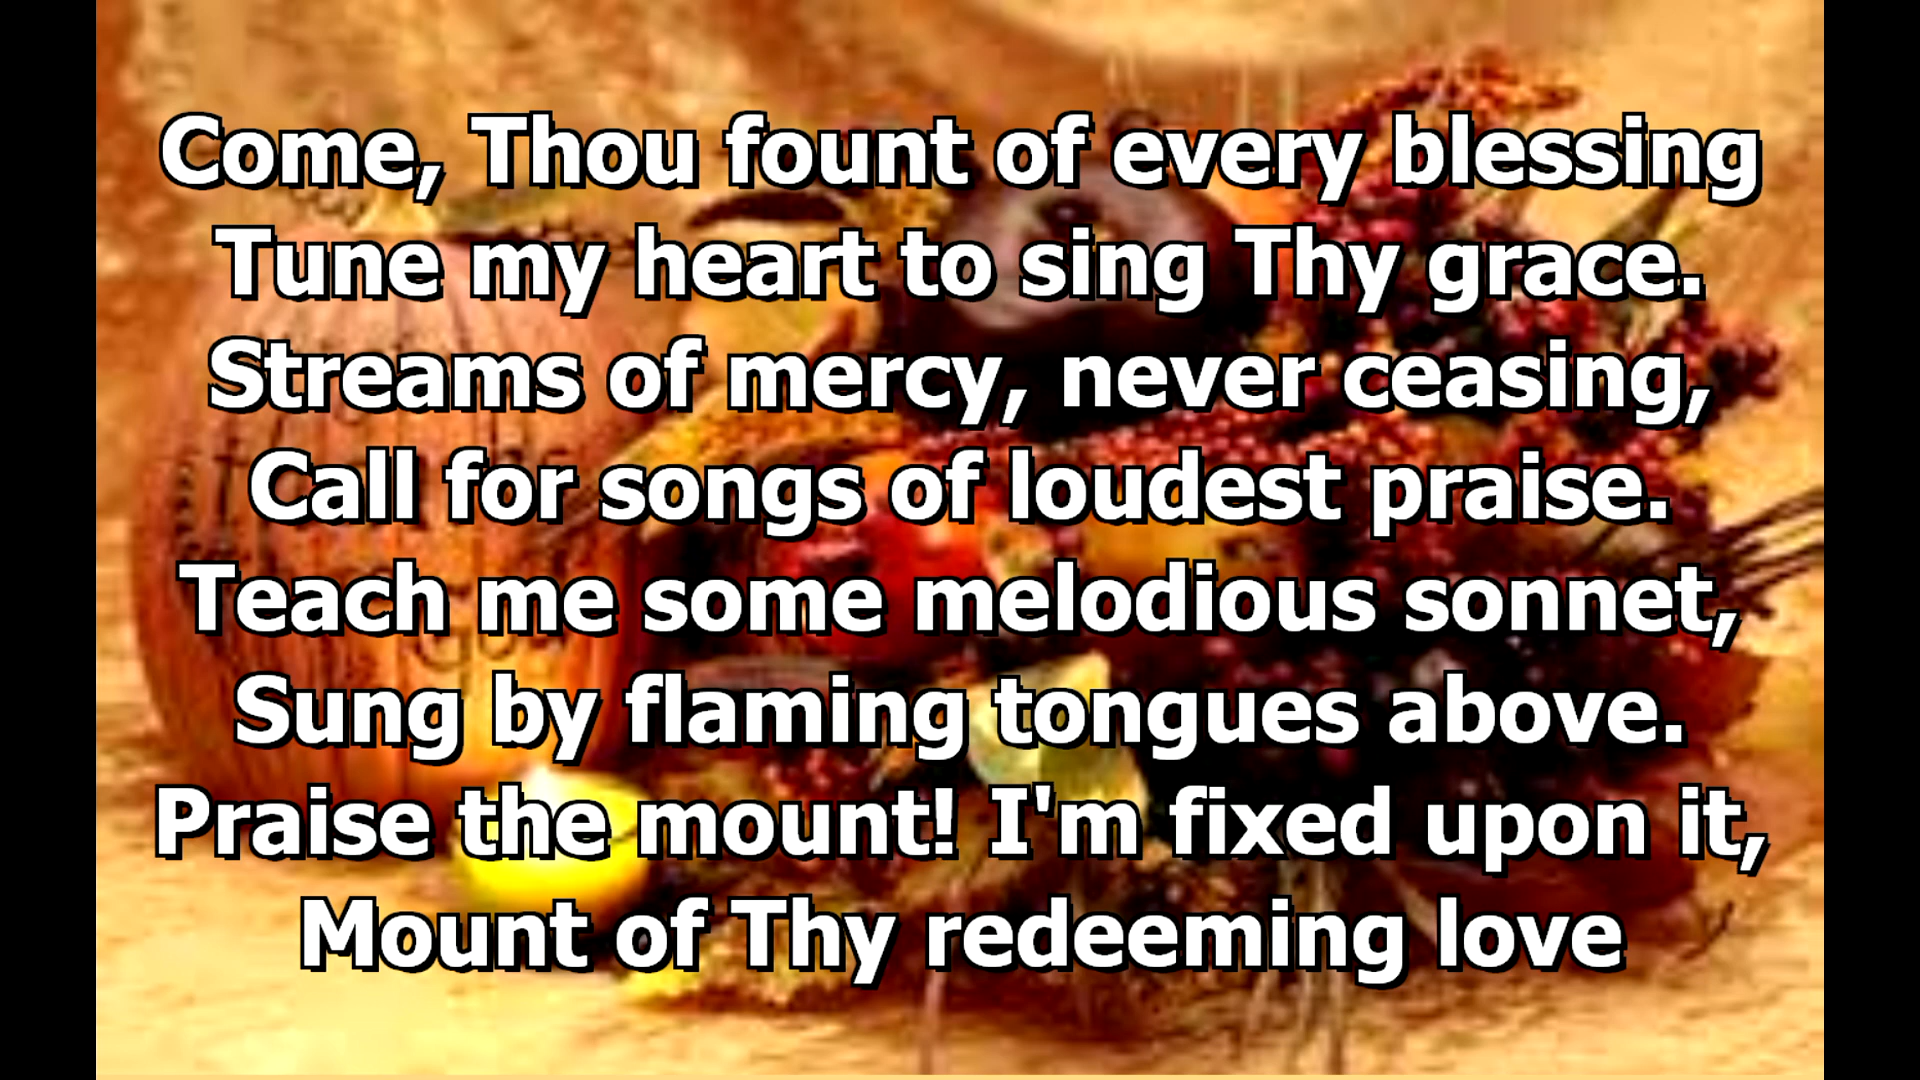 Come, Thou fount of every blessing
Tune my heart to sing Thy grace.
Streams of mercy, never ceasing,
Call for songs of loudest praise.
Teach me some melodious sonnet,
Sung by flaming tongues above.
Praise the mount! I'm fixed upon it,
Mount of Thy redeeming love